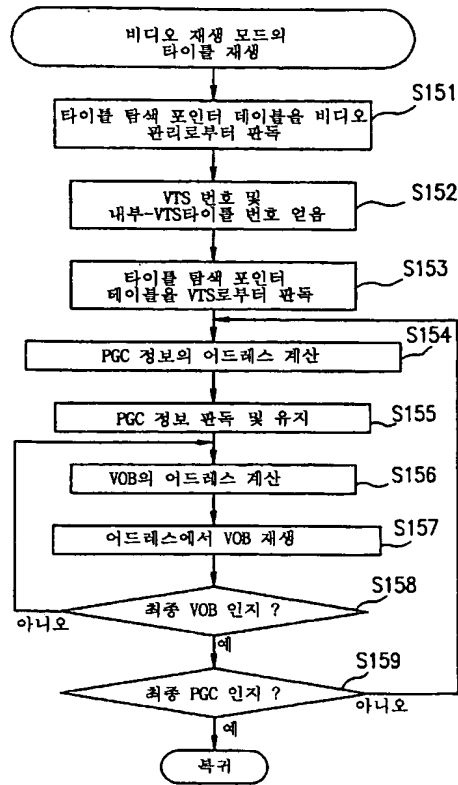 비디오 재생 모드의
타이틀 재생
S151
타이틀 탐색 포인터 테이블을 비디오
관리로부터 판독
S152
VTS 번호 및
내부-VTS타이틀 번호 얻음
S153
타이틀 탐색 포인터
테이블을 VTS로부터 판독
S154
PGC 정보의 어드레스 계산
S155
PGC 정보 판독 및 유지
S156
VOB의 어드레스 계산
S157
어드레스에서 VOB 재생
S158
최종 VOB 인지 ?
아니오
예
S159
최종 PGC 인지 ?
아니오
예
복귀